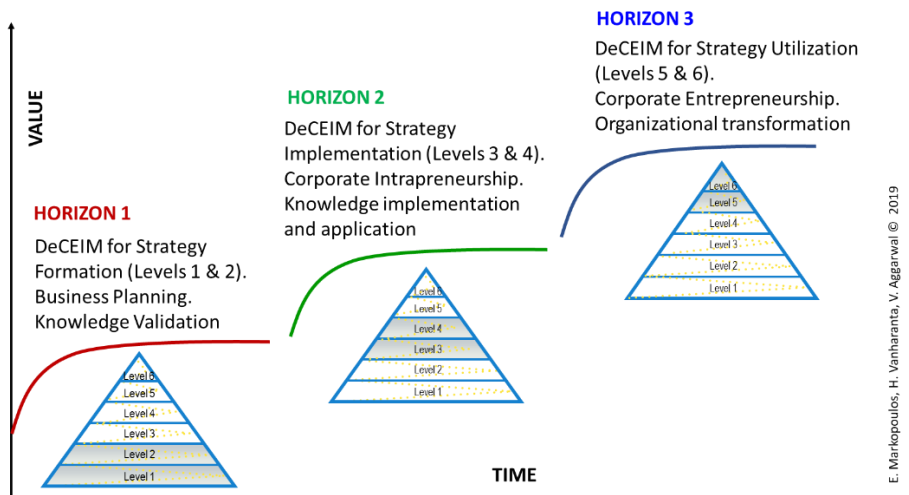 HORIZON 3
DeCEIM for Strategy Utilization
(Levels 5 & 6).
Corporate Entrepreneurship.
Organizational transformation
HORIZON 2
DeCEIM for Strategy
Implementation (Levels 3 & 4).
Corporate Intrapreneurship.
Knowledge implementation
and application
HORIZON 1
DeCEIM for Strategy
Formation (Levels 1 & 2).
Business Planning.
Knowledge Validation
VALUE
TIME
Level 6
Level 5
Level 4
Level 3
Level 2
Level 1
Level 6
Level 5
Level 4
Level 3
Level 2
Level 1
Level 6
Level 5
Level 4
Level 3
Level 2
Level 1
E. Markopoulos, H. Vanharanta, V. Aggarwal © 2019